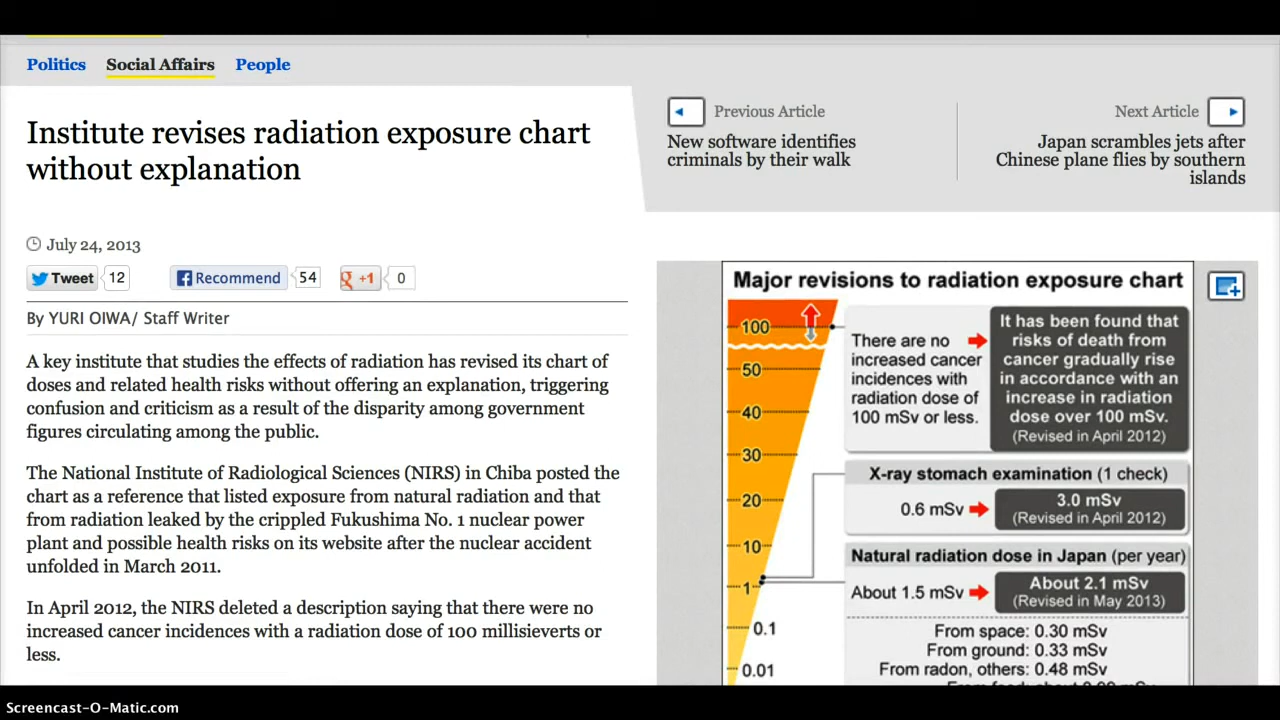 Politics Social Affairs People
Institute revises radiation exposure chart
without explanation
July 24, 2013
Tweet 12 Recommend 54 +1 0
By YURI OIWA/ Staff Writer
A key institute that studies the effects of radiation has revised its chart of
doses and related health risks without offering an explanation, triggering
confusion and criticism as a result of the disparity among government
figures circulating among the public.
The National Institute of Radiological Sciences (NIRS) in Chiba posted the
chart as a reference that listed exposure from natural radiation and that
from radiation leaked by the crippled Fukushima No. 1 nuclear power
plant and possible health risks on its website after the nuclear accident
unfolded in March 2011.
In April 2012, the NIRS deleted a description saying that there were no
increased cancer incidences with a radiation dose of 100 millisieverts or
less.
Previous Article
New software identifies
criminals by their walk
Next Article
Japan scrambles jets after
Chinese plane flies by southern
islands
Major revisions to radiation exposure chart
100
50
40
30
20
10
1
0.1
0.01
There are no
increased cancer
incidences with
radiation dose of
100 mSv or less.
It has been found that
risks of death from
cancer gradually rise
in accordance with an
increase in radiation
dose over 100 mSv.
(Revised in April 2012)
X-ray stomach examination (1 check)
0.6 mSv
3.0 mSv
(Revised in April 2012)
Natural radiation dose in Japan (per year)
About 1.5 mSv
About 2.1 mSv
(Revised in May 2013)
From space: 0.30 mSv
From ground: 0.33 mSv
From radon, others: 0.48 mSv
Screencast-O-Matic.com